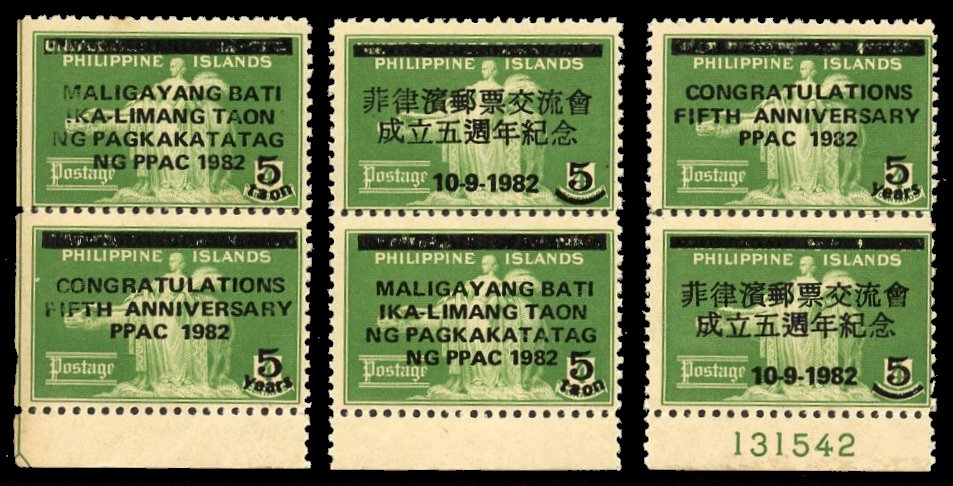 PHILIPPINE ISLANDS
MALIGAYANG BATI
IKA-LIMANG TAON
NG PAGKAKATATAG
NG PPAC 1982
Postage
5
taon
PHILIPPINE ISLANDS
CONGRATULATIONS
FIFTH ANNIVERSARY
PPAC 1982
Postage
5
years
PHILIPPINE ISLANDS
菲律濱郵票交流會
成立五週年紀念
Postage
10-9-1982
5
PHILIPPINE ISLANDS
MALIGAYANG BATI
IKA-LIMANG TAON
NG PAGKAKATATAG
NG PPAC 1982
Postage
5
taon
PHILIPPINE ISLANDS
CONGRATULATIONS
FIFTH ANNIVERSARY
PPAC 1982
Postage
5
years
PHILIPPINE ISLANDS
菲律濱郵票交流會
成立五週年紀念
Postage
10-9-1982
5
131542